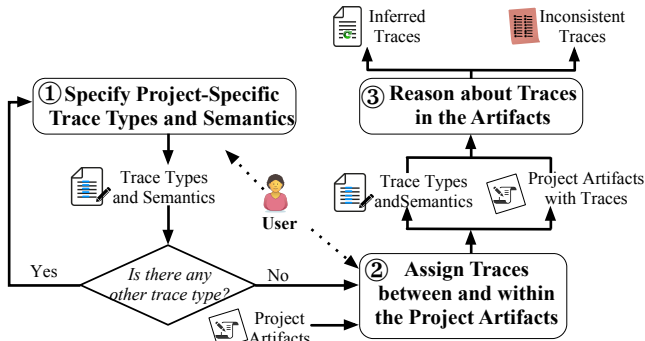 Inferred
Traces
Inconsistent
Traces
① Specify Project-Specific
Trace Types and Semantics
③ Reason about Traces
in the Artifacts
Trace Types
and Semantics
Trace Types
andSemantics
Project Artifacts
with Traces
User
Yes
Is there any
other trace type?
No
② Assign Traces
between and within
the Project Artifacts
Project
Artifacts